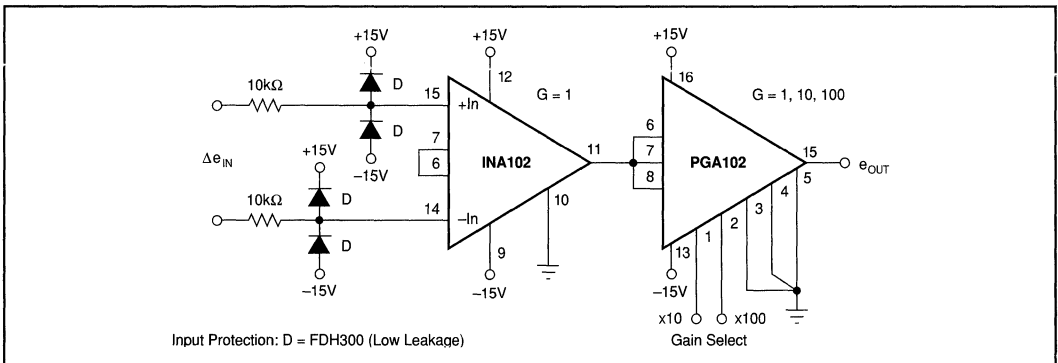 +15V
+15V
+15V
12
16
10kΩ
D
15
+In
G = 1
G = 1, 10, 100
D
7
6
6
7
8
ΔeIN
+15V
–15V
INA102
11
PGA102
15
eOUT
10kΩ
D
14
–In
10
5
4
3
2
1
D
9
13
–15V
–15V
–15V
x10
x100
Input Protection: D = FDH300 (Low Leakage)
Gain Select